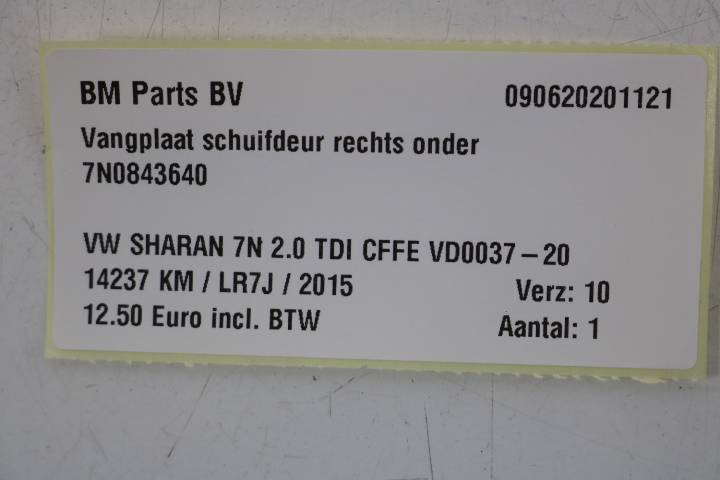 BM Parts BV 090620201121
Vangplaat schuifdeur rechts onder
7N0843640
VW SHARAN 7N 2.0 TDI CFFE VD0037-20
14237 KM / LR7J / 2015 Verz: 10
12.50 Euro incl. BTW Aantal: 1